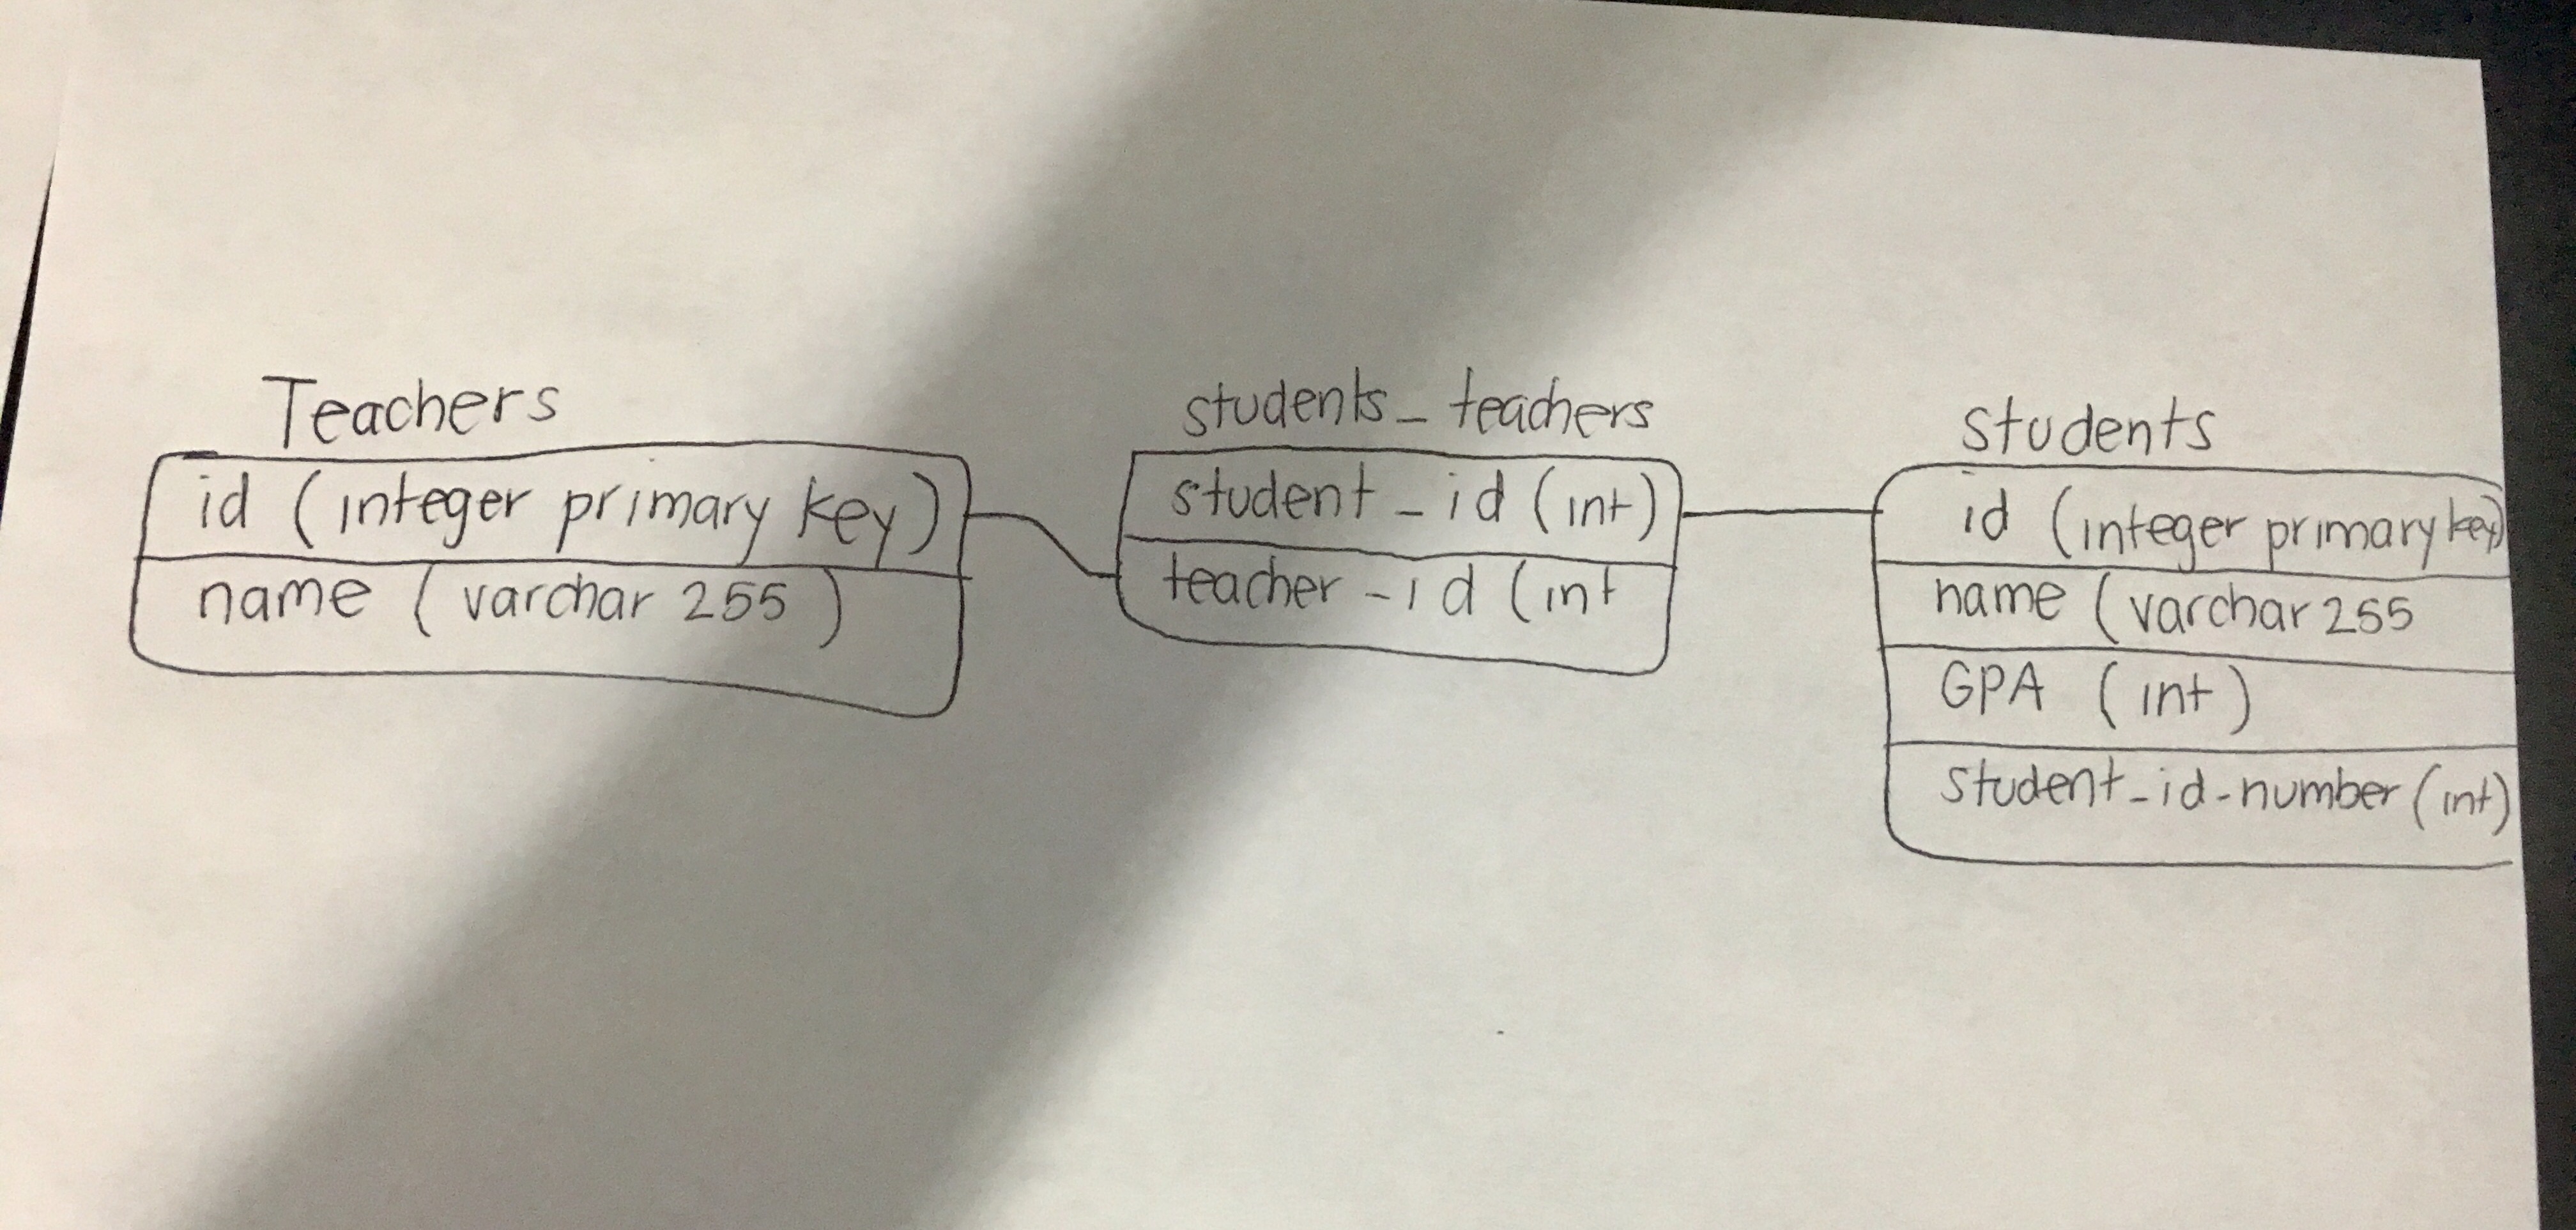 Teachers
id (integer primary key)
name (varchar 255)
students_teachers
student_id (int)
teacher_id (int
students
id (integer primary key)
name (varchar 255
GPA (int)
student_id_number (int)